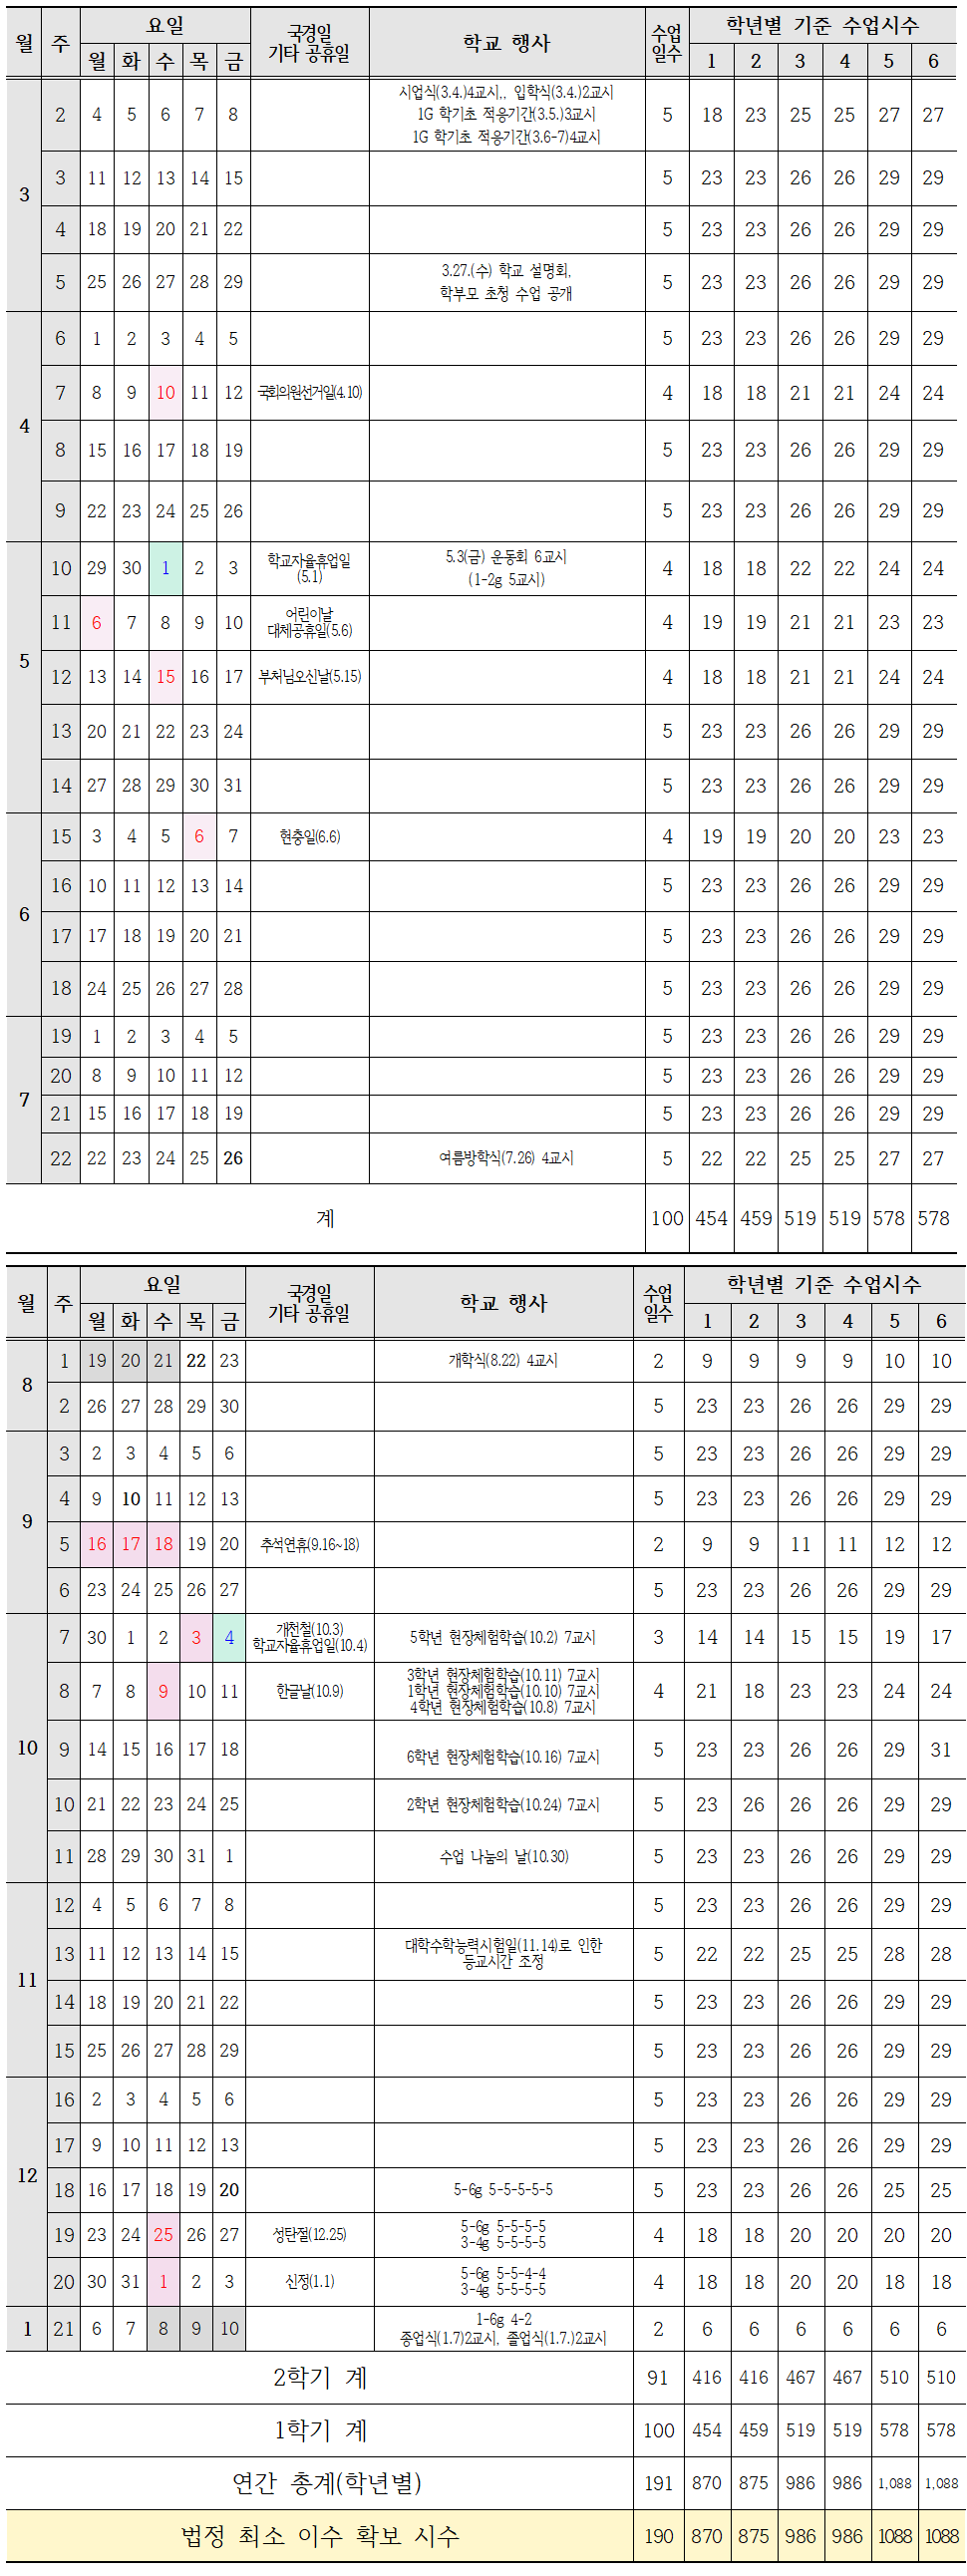 월 주 요일 국경일
기타 공휴일 학교 행사 수업
일수 학년별 기준 수업시수
월 화 수 목 금 1 2 3 4 5 6
3 2 4 5 6 7 8 시업식(3.4.)4교시,, 입학식(3.4.)2교시
1G 학기초 적응기간(3.5.)3교시
1G 학기초 적응기간(3.6-7)4교시 5 18 23 25 25 27 27
3 11 12 13 14 15 5 23 23 26 26 29 29
4 18 19 20 21 22 5 23 23 26 26 29 29
5 25 26 27 28 29 3.27.(수) 학교 설명회,
학부모 초청 수업 공개 5 23 23 26 26 29 29
4 6 1 2 3 4 5 5 23 23 26 26 29 29
7 8 9 10 11 12 국회의원선거일(4.10) 4 18 18 21 21 24 24
8 15 16 17 18 19 5 23 23 26 26 29 29
9 22 23 24 25 26 5 23 23 26 26 29 29
5 10 29 30 1 2 3 학교자율휴업일
(5.1) 5.3(금) 운동회 6교시
(1-2g 5교시) 4 18 18 22 22 24 24
11 6 7 8 9 10 어린이날
대체공휴일(5.6) 4 19 19 21 21 23 23
12 13 14 15 16 17 부처님오신날(5.15) 4 18 18 21 21 24 24
13 20 21 22 23 24 5 23 23 26 26 29 29
14 27 28 29 30 31 5 23 23 26 26 29 29
6 15 3 4 5 6 7 현충일(6.6) 4 19 19 20 20 23 23
16 10 11 12 13 14 5 23 23 26 26 29 29
17 17 18 19 20 21 5 23 23 26 26 29 29
18 24 25 26 27 28 5 23 23 26 26 29 29
7 19 1 2 3 4 5 5 23 23 26 26 29 29
20 8 9 10 11 12 5 23 23 26 26 29 29
21 15 16 17 18 19 5 23 23 26 26 29 29
22 22 23 24 25 26 여름방학식(7.26) 4교시 5 22 22 25 25 27 27
계 100 454 459 519 519 578 578
월 주 요일 국경일
기타 공휴일 학교 행사 수업
일수 학년별 기준 수업시수
월 화 수 목 금 1 2 3 4 5 6
8 1 19 20 21 22 23 개학식(8.22) 4교시 2 9 9 9 9 10 10
2 26 27 28 29 30 5 23 23 26 26 29 29
9 3 2 3 4 5 6 5 23 23 26 26 29 29
4 9 10 11 12 13 5 23 23 26 26 29 29
5 16 17 18 19 20 추석연휴(9.16~18) 2 9 9 11 11 12 12
6 23 24 25 26 27 5 23 23 26 26 29 29
10 7 30 1 2 3 4 개천절(10.3)
학교자율휴업일(10.4) 5학년 현장체험학습(10.2) 7교시 3 14 14 15 15 19 17
8 7 8 9 10 11 한글날(10.9) 3학년 현장체험학습(10.11) 7교시
1학년 현장체험학습(10.10) 7교시
4학년 현장체험학습(10.8) 7교시 4 21 18 23 23 24 24
9 14 15 16 17 18 6학년 현장체험학습(10.16) 7교시 5 23 23 26 26 29 31
10 21 22 23 24 25 2학년 현장체험학습(10.24) 7교시 5 23 26 26 26 29 29
11 28 29 30 31 1 수업 나눔의 날(10.30) 5 23 23 26 26 29 29
11 12 4 5 6 7 8 5 23 23 26 26 29 29
13 11 12 13 14 15 대학수학능력시험일(11.14)로 인한
등교시간 조정 5 22 22 25 25 28 28
14 18 19 20 21 22 5 23 23 26 26 29 29
15 25 26 27 28 29 5 23 23 26 26 29 29
12 16 2 3 4 5 6 5 23 23 26 26 29 29
17 9 10 11 12 13 5 23 23 26 26 29 29
18 16 17 18 19 20 5-6g 5-5-5-5-5 5 23 23 26 26 25 25
19 23 24 25 26 27 성탄절(12.25) 5-6g 5-5-5-5
3-4g 5-5-5-5 4 18 18 20 20 20 20
20 30 31 1 2 3 신정(1.1) 5-6g 5-5-4-4
3-4g 5-5-5-5 4 18 18 20 20 18 18
1 21 6 7 8 9 10 1-6g 4-2
종업식(1.7)2교시, 졸업식(1.7.)2교시 2 6 6 6 6 6 6
2학기 계 91 416 416 467 467 510 510
1학기 계 100 454 459 519 519 578 578
연간 총계(학년별) 191 870 875 986 986 1,088 1,088
법정 최소 이수 확보 시수 190 870 875 986 986 1088 1088